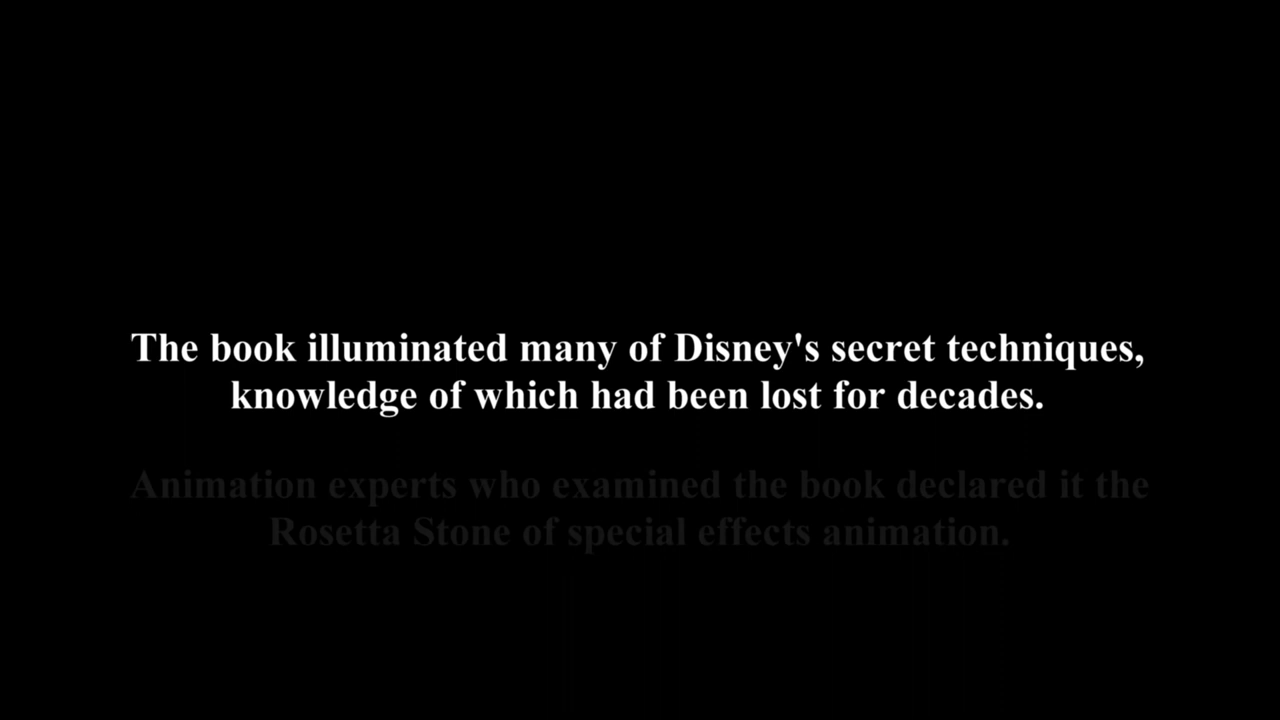 The book illuminated many of Disney's secret techniques,
knowledge of which had been lost for decades.
Animation experts who examined the book declared it the
Rosetta Stone of special effects animation.